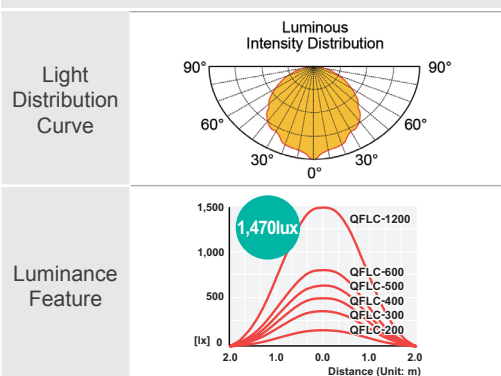 Light
Distribution
Curve
Luminous
Intensity Distribution
90°
90°
60°
60°
30°
30°
0°
Luminance
Feature
1,500
1,470lux
QFLC-1200
1,000
QFLC-600
QFLC-500
500
QFLC-400
QFLC-300
QFLC-200
[lx] 0
2.0 1.0 0.0 1.0 2.0
Distance (Unit: m)